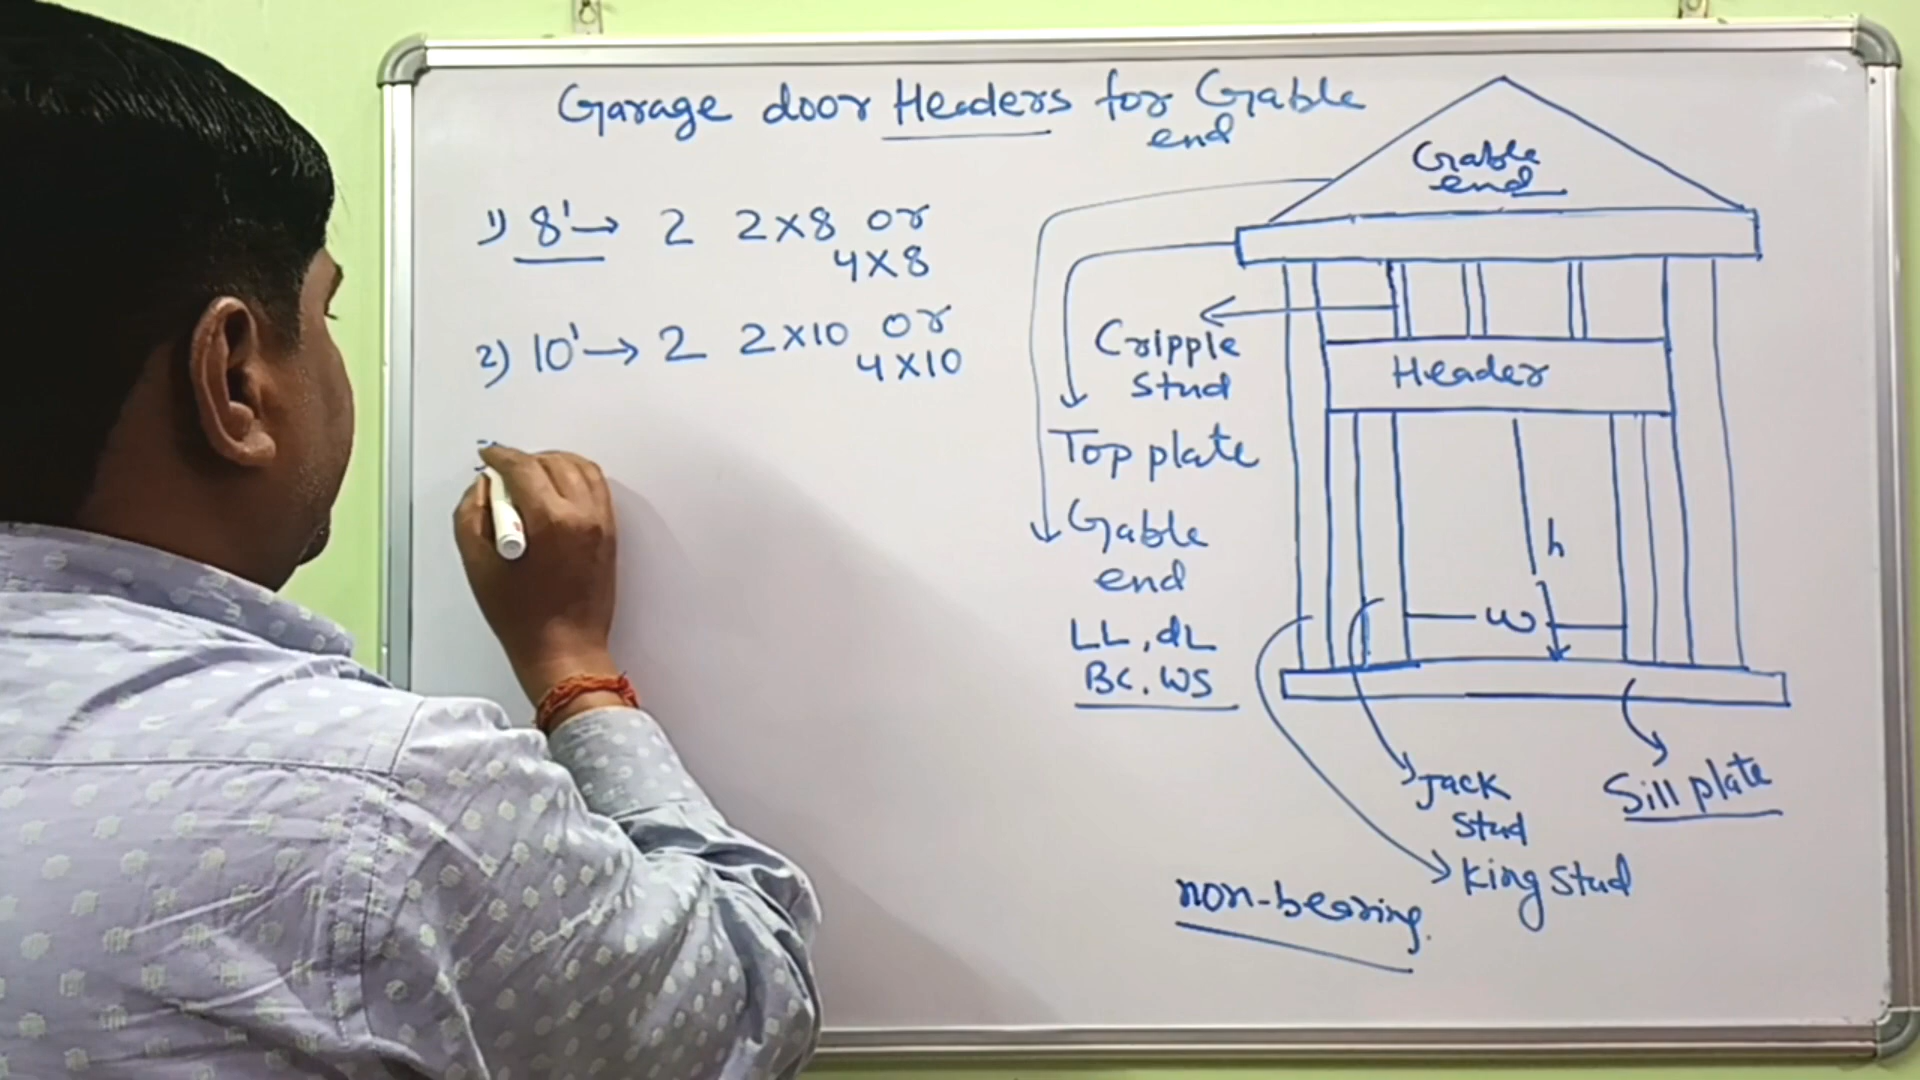 Garage door Headers for Gable
end
1) 8' → 2 2X8 or
4X8
2) 10' → 2 2X10 or
4X10
Gable
end
Cripple
Stud
Header
Top plate
Gable
end
LL, dL
BC, WS
h
w
Jack
Stud
Sill plate
King Stud
non-bearing.